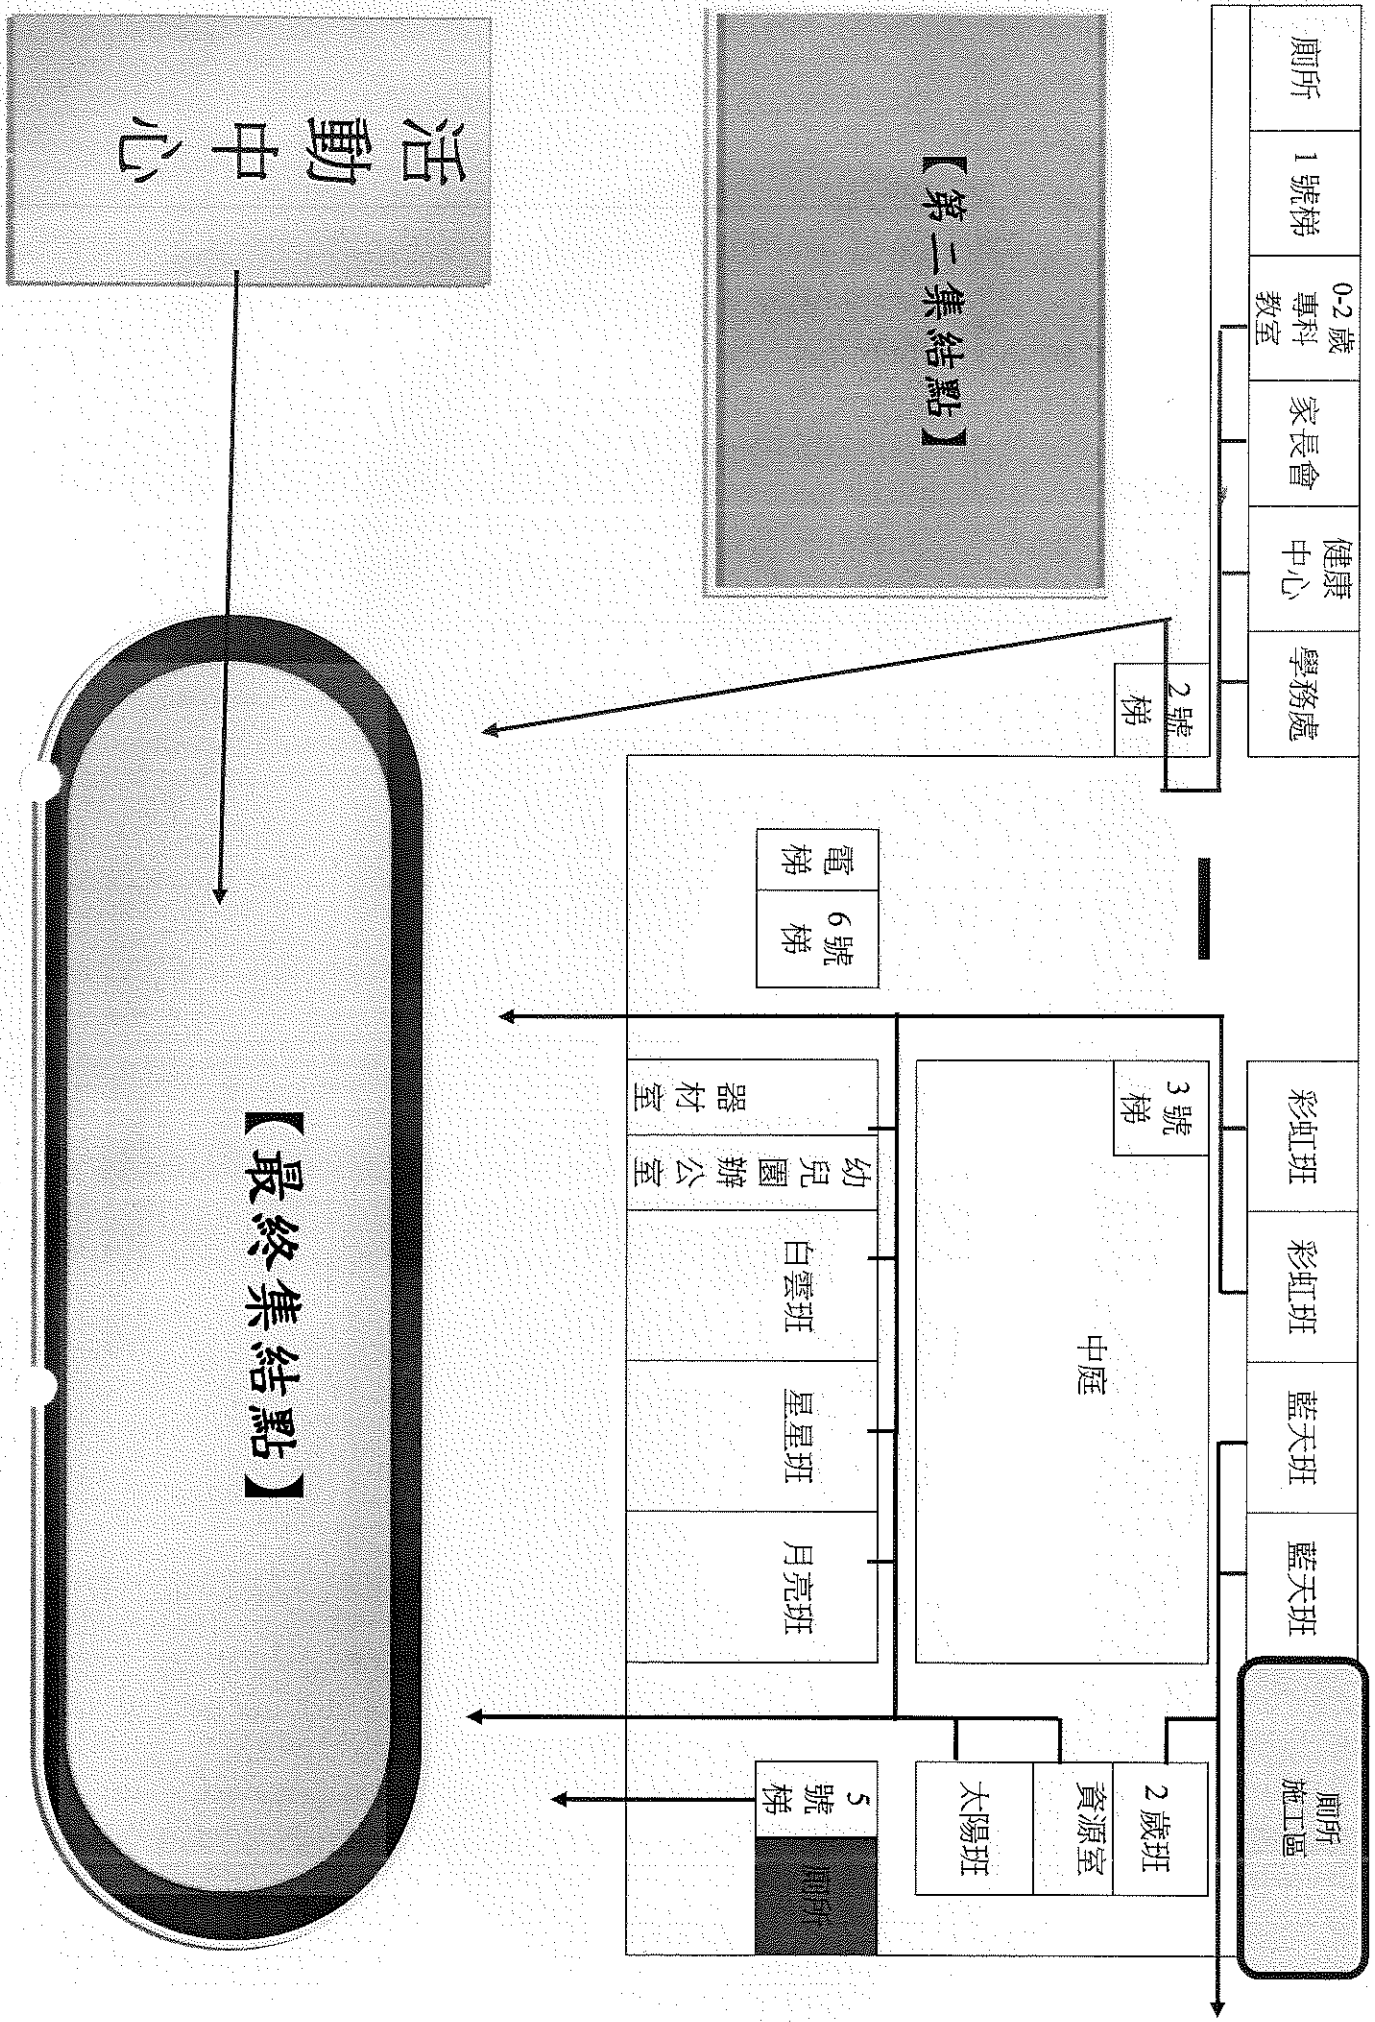 廁所
1 號梯
0-2 歲
專科
教室
家長會
健康
中心
學務處
彩虹班
彩虹班
藍天班
藍天班
廁所
施工區
2 號
梯
3 號
梯
中庭
2 歲班
資源室
太陽班
【第二集結點】
電
梯
6 號
梯
器材室
幼兒園辦公室
白雲班
星星班
月亮班
5
號
梯
廁所
活動中心
【最終集結點】